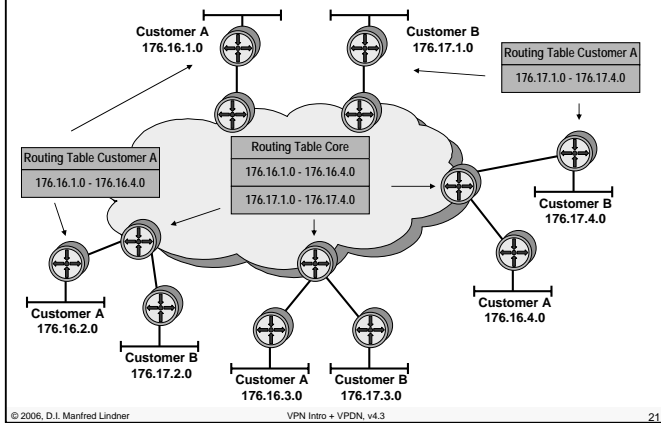 Customer A
176.16.1.0
Customer B
176.17.1.0
Routing Table Customer A
176.17.1.0 - 176.17.4.0
Routing Table Customer A
176.16.1.0 - 176.16.4.0
Routing Table Core
176.16.1.0 - 176.16.4.0
176.17.1.0 - 176.17.4.0
Customer B
176.17.4.0
Customer A
176.16.4.0
Customer A
176.16.2.0
Customer B
176.17.2.0
Customer A
176.16.3.0
Customer B
176.17.3.0
© 2006, D.I. Manfred Lindner
VPN Intro + VPDN, v4.3
21